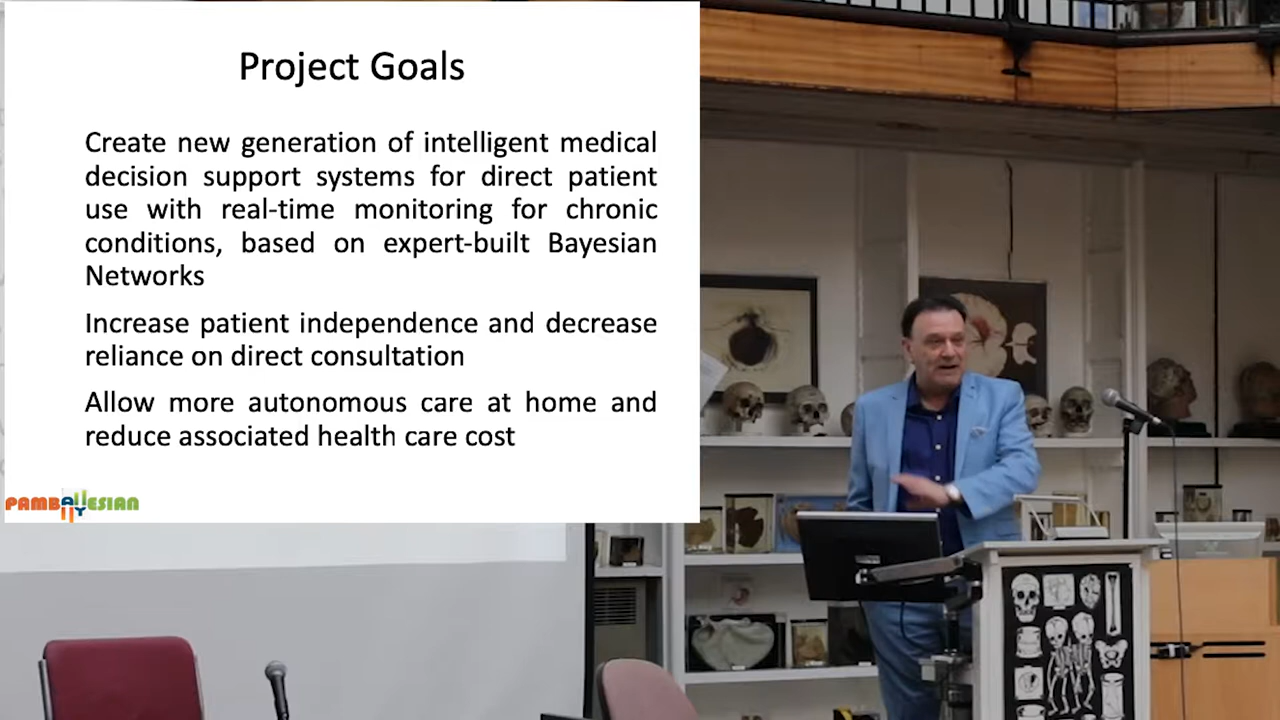 Project Goals
Create new generation of intelligent medical
decision support systems for direct patient
use with real-time monitoring for chronic
conditions, based on expert-built Bayesian
Networks
Increase patient independence and decrease
reliance on direct consultation
Allow more autonomous care at home and
reduce associated health care cost
PAMBAYESIAN